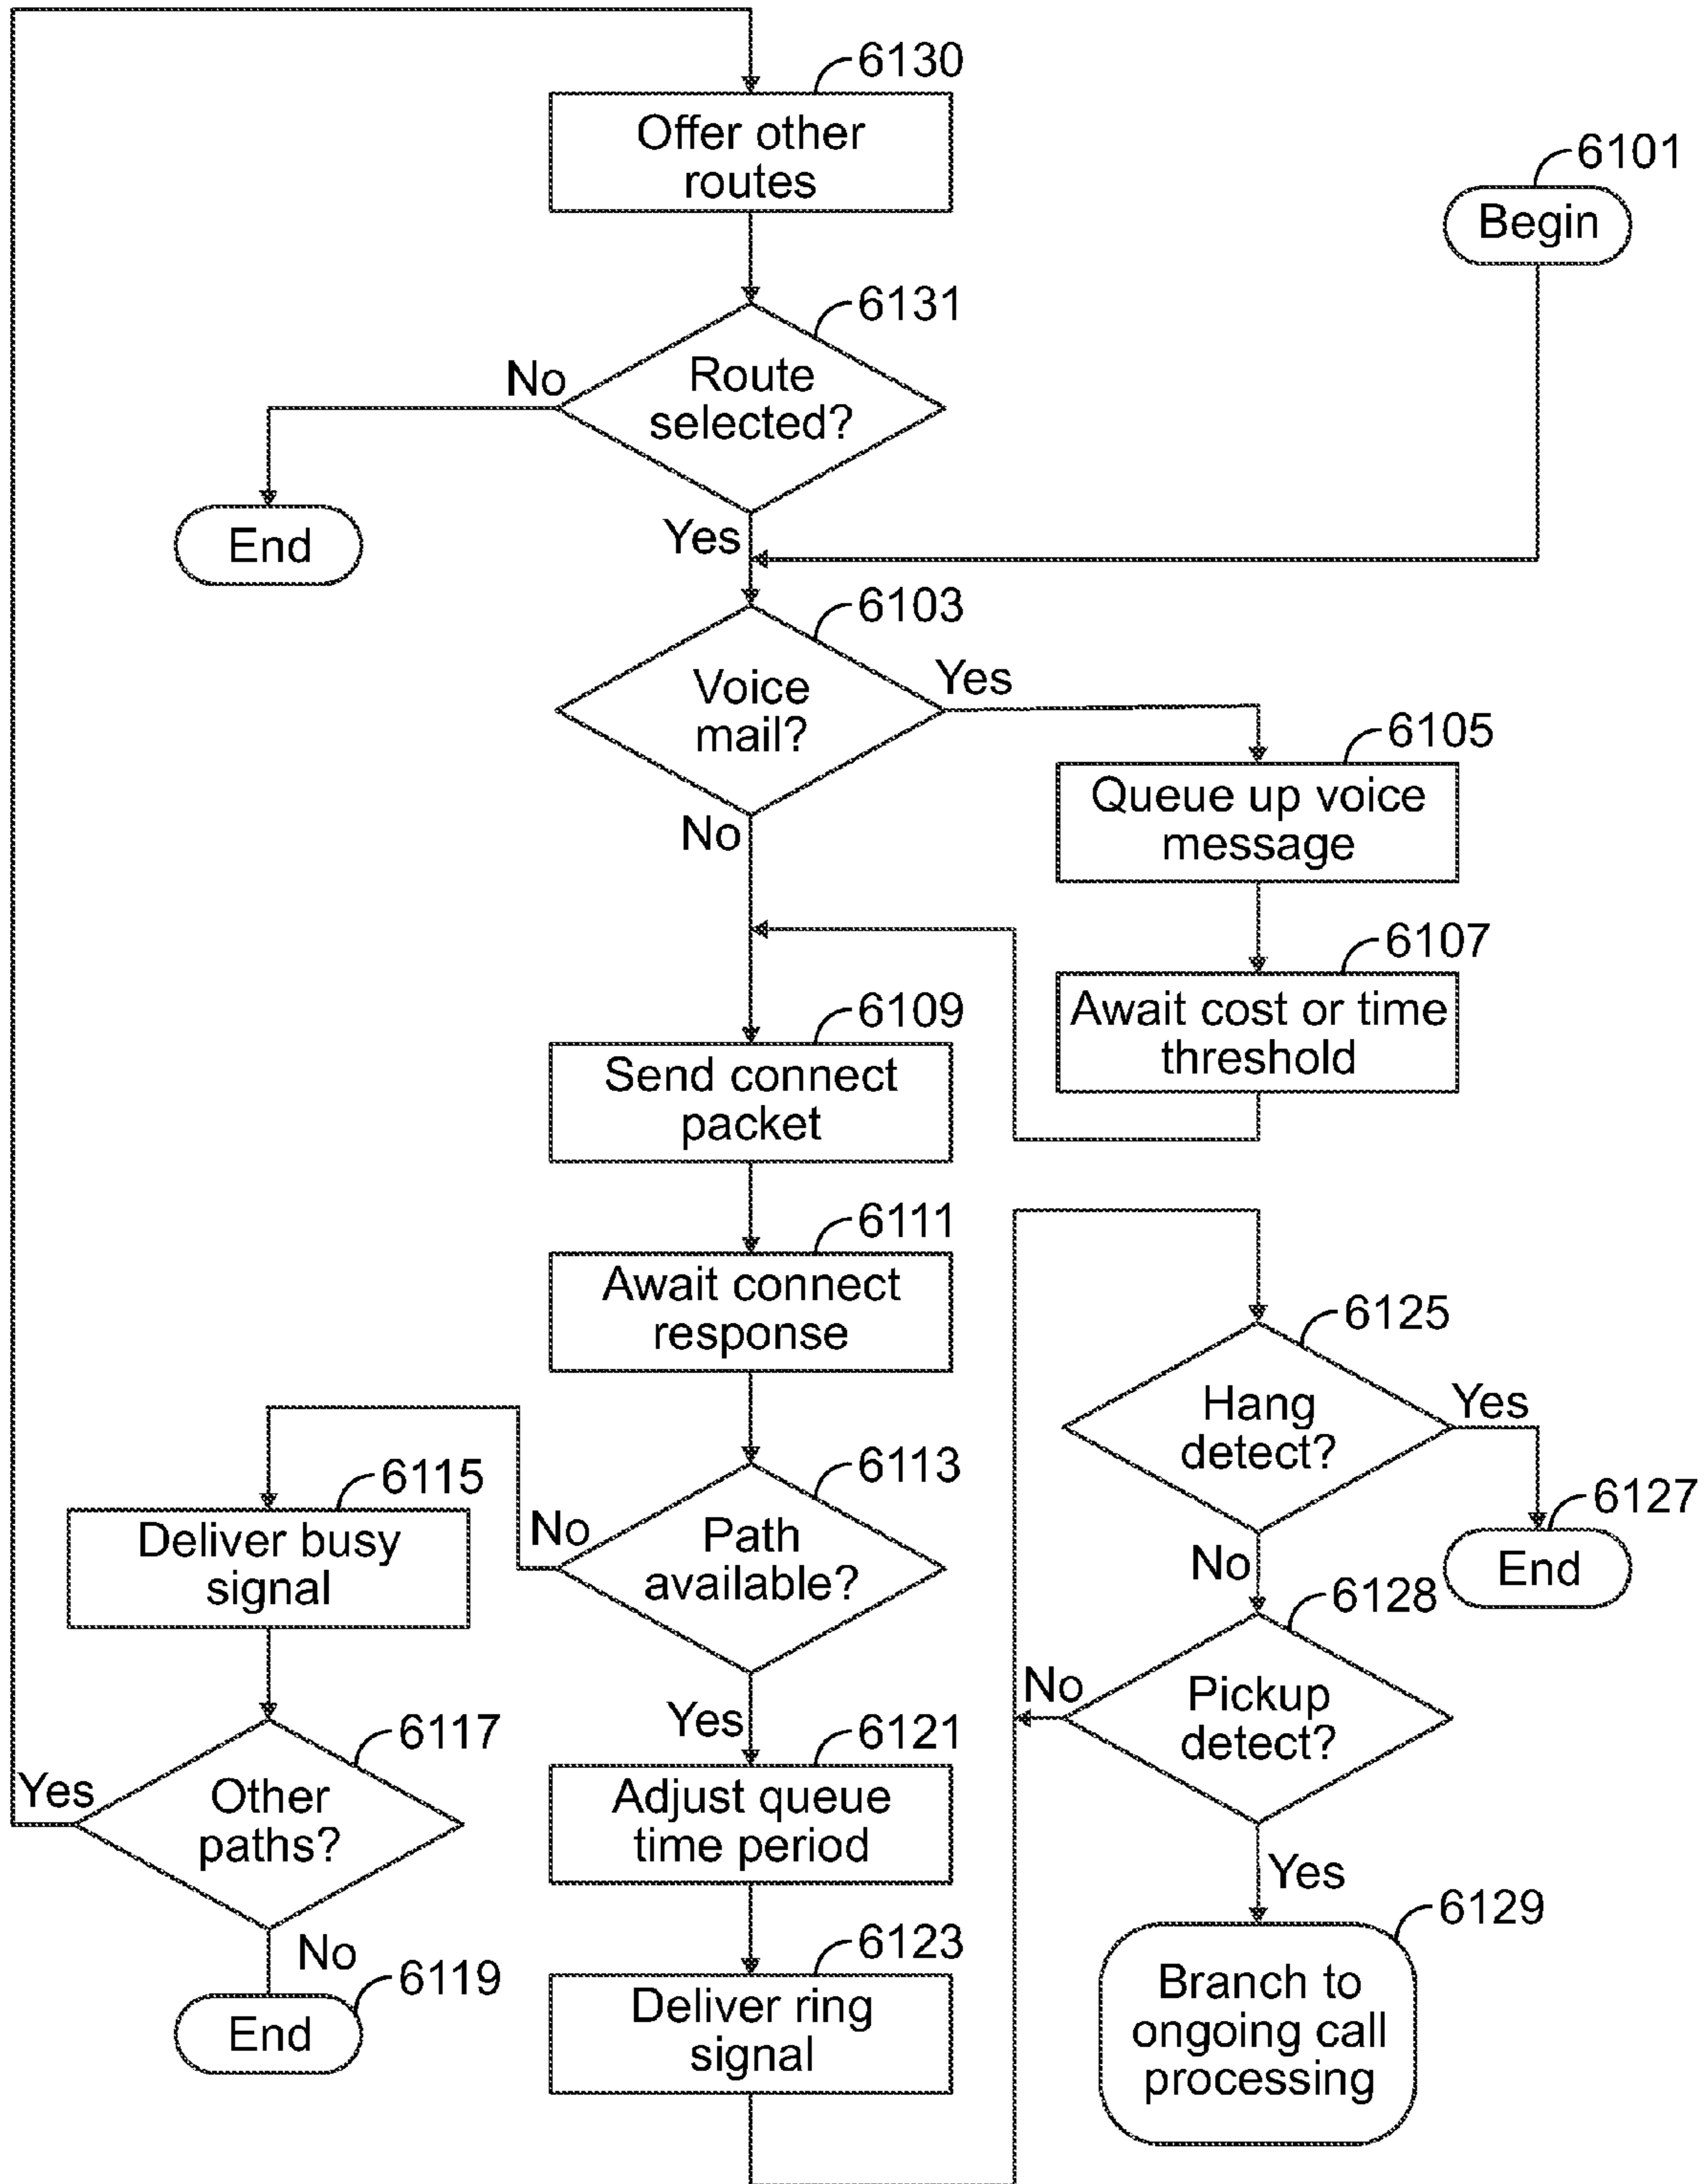 6130
Offer other
routes
6101
Begin
6131
Route
selected?
No
End
Yes
6103
Voice
mail?
Yes
No
6105
Queue up voice
message
6107
Await cost or time
threshold
6109
Send connect
packet
6111
Await connect
response
6113
Path
available?
No
6115
Deliver busy
signal
6117
Other
paths?
Yes
No
6119
End
Yes
6121
Adjust queue
time period
6123
Deliver ring
signal
6125
Hang
detect?
Yes
6127
End
No
6128
Pickup
detect?
No
Yes
6129
Branch to
ongoing call
processing